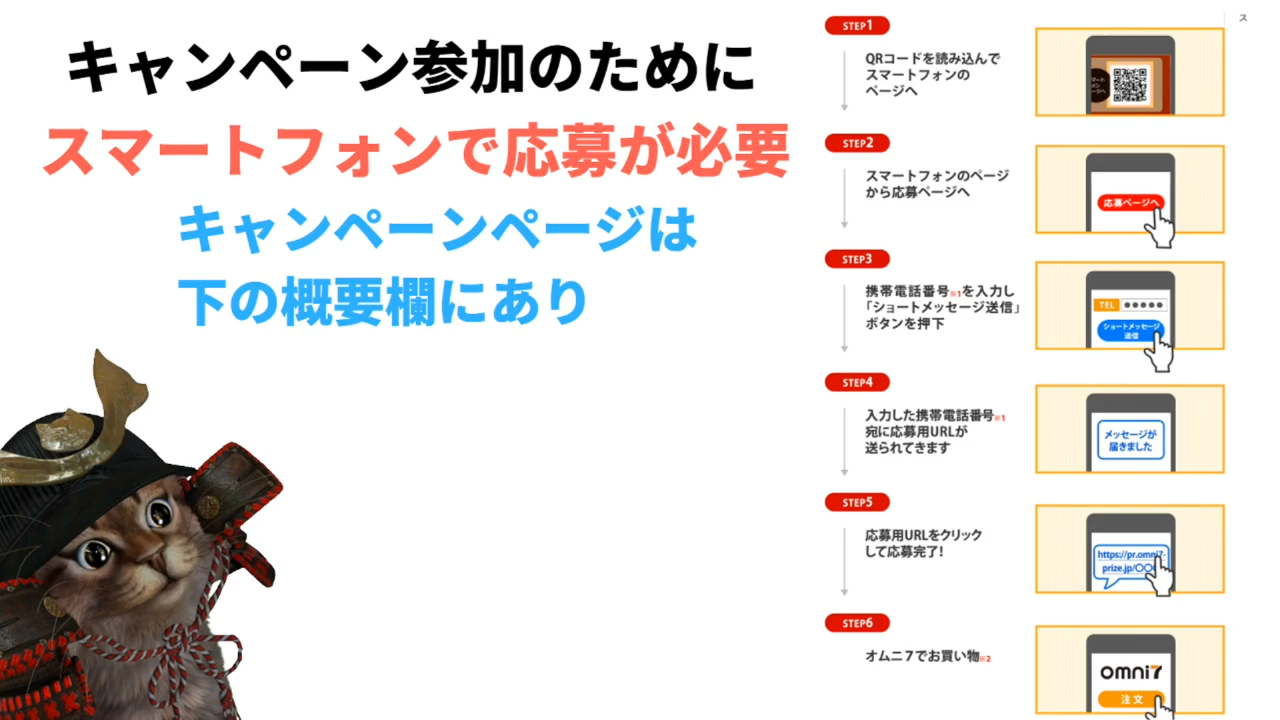 キャンペーン参加のために
スマートフォンで応募が必要
キャンペーンページは
下の概要欄にあり
ス
STEP1
QRコードを読み込んで
スマートフォンの
ページへ
STEP2
スマートフォンのページ
から応募ページへ
応募ページへ
STEP3
携帯電話番号※1を入力し
「ショートメッセージ送信」
ボタンを押下
TEL
ショートメッセージ
送信
STEP4
入力した携帯電話番号※1
宛に応募用URLが
送られてきます
メッセージが
届きました
STEP5
応募用URLをクリック
して応募完了!
https://pr.omni7-
prize.jp/〇〇
STEP6
オムニ7でお買い物※2
omni7
注文